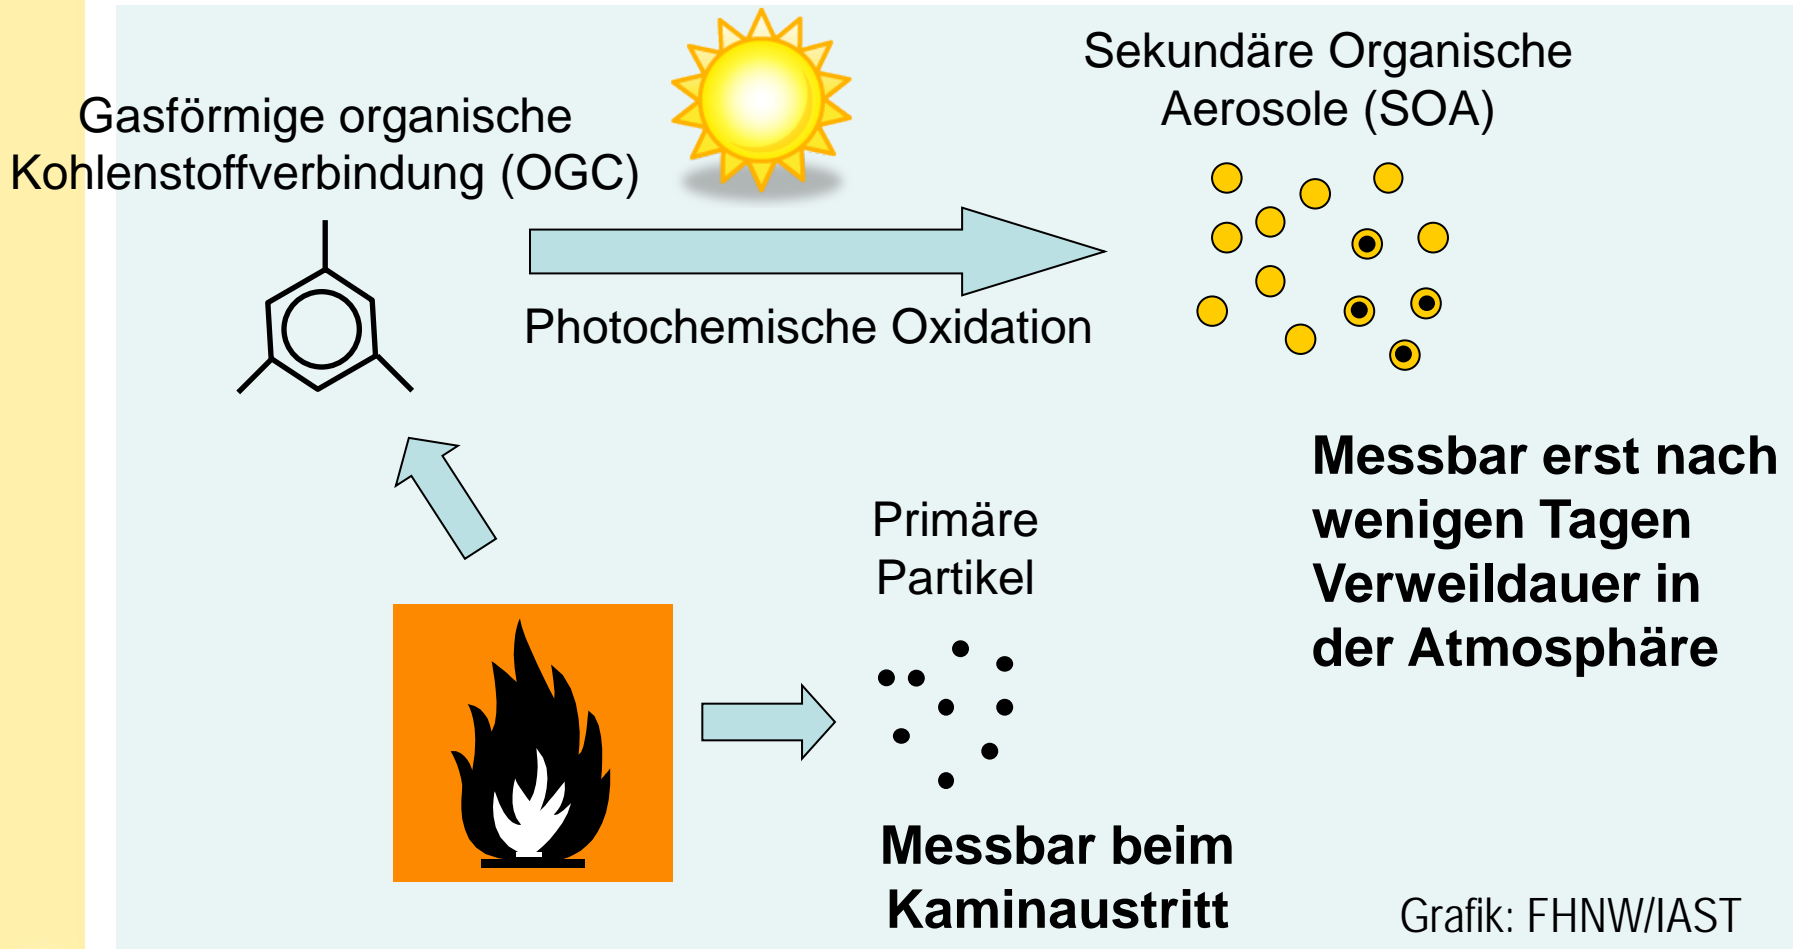 Gasförmige organische
Kohlenstoffverbindung (OGC)
Sekundäre Organische
Aerosole (SOA)
Photochemische Oxidation
Messbar erst nach
wenigen Tagen
Verweildauer in
der Atmosphäre
Primäre
Partikel
Messbar beim
Kaminaustritt
Grafik: FHNW/IAST